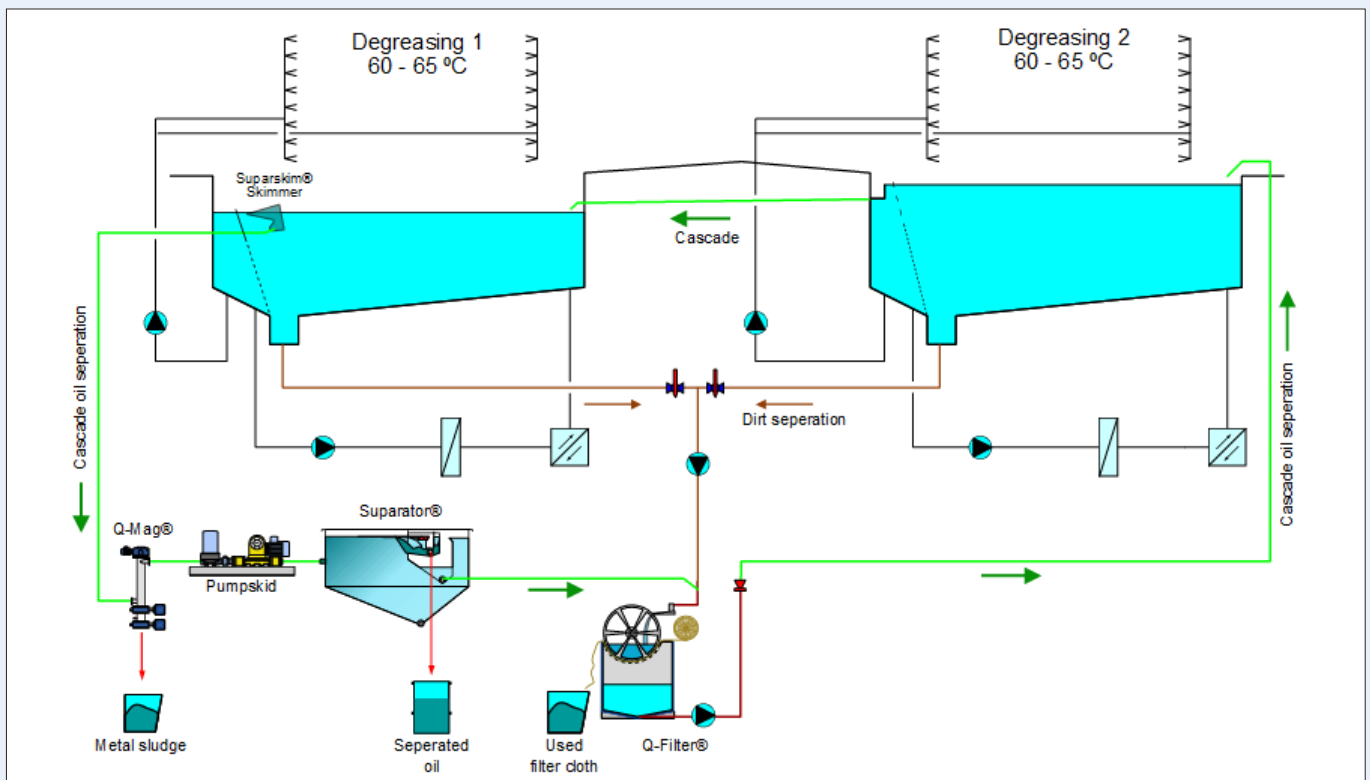 Degreasing 1
60 - 65 ºC
Degreasing 2
60 - 65 ºC
Suparskim®
Skimmer
Cascade
Cascade oil seperation
Dirt seperation
Cascade oil seperation
Q-Mag®
Pumpskid
Suparator®
Metal sludge
Seperated
oil
Used
filter cloth
Q-Filter®